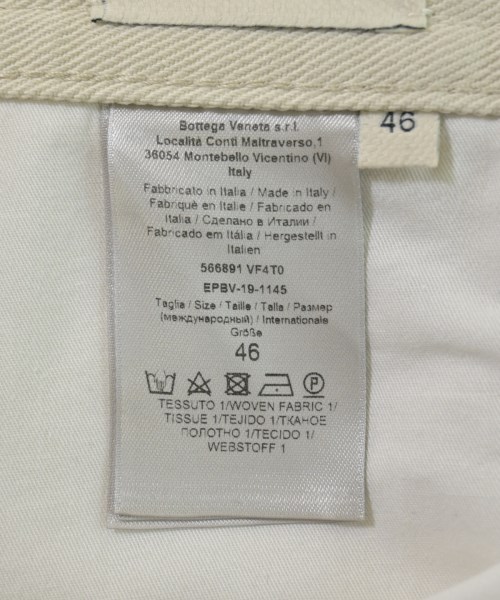 Bottega Veneta s.r.l.
Località Conti Maltraverso,1
36054 Montebello Vicentino (VI)
Italy
Fabbricato in Italia / Made in Italy /
Fabriqué en Italie / Fabricado en
Italia / Сделано в Италии /
Fabricado em Itália / Hergestellt in
Italien
566891 VF4T0
EPBV-19-1145
Taglia / Size / Taille / Talla / Размер
(международный) / Internationale
Größe
46
TESSUTO 1/WOVEN FABRIC 1/
TISSUE 1/TEJIDO 1/ТКАНОЕ
ПОЛОТНО 1/TECIDO 1/
WEBSTOFF 1
46